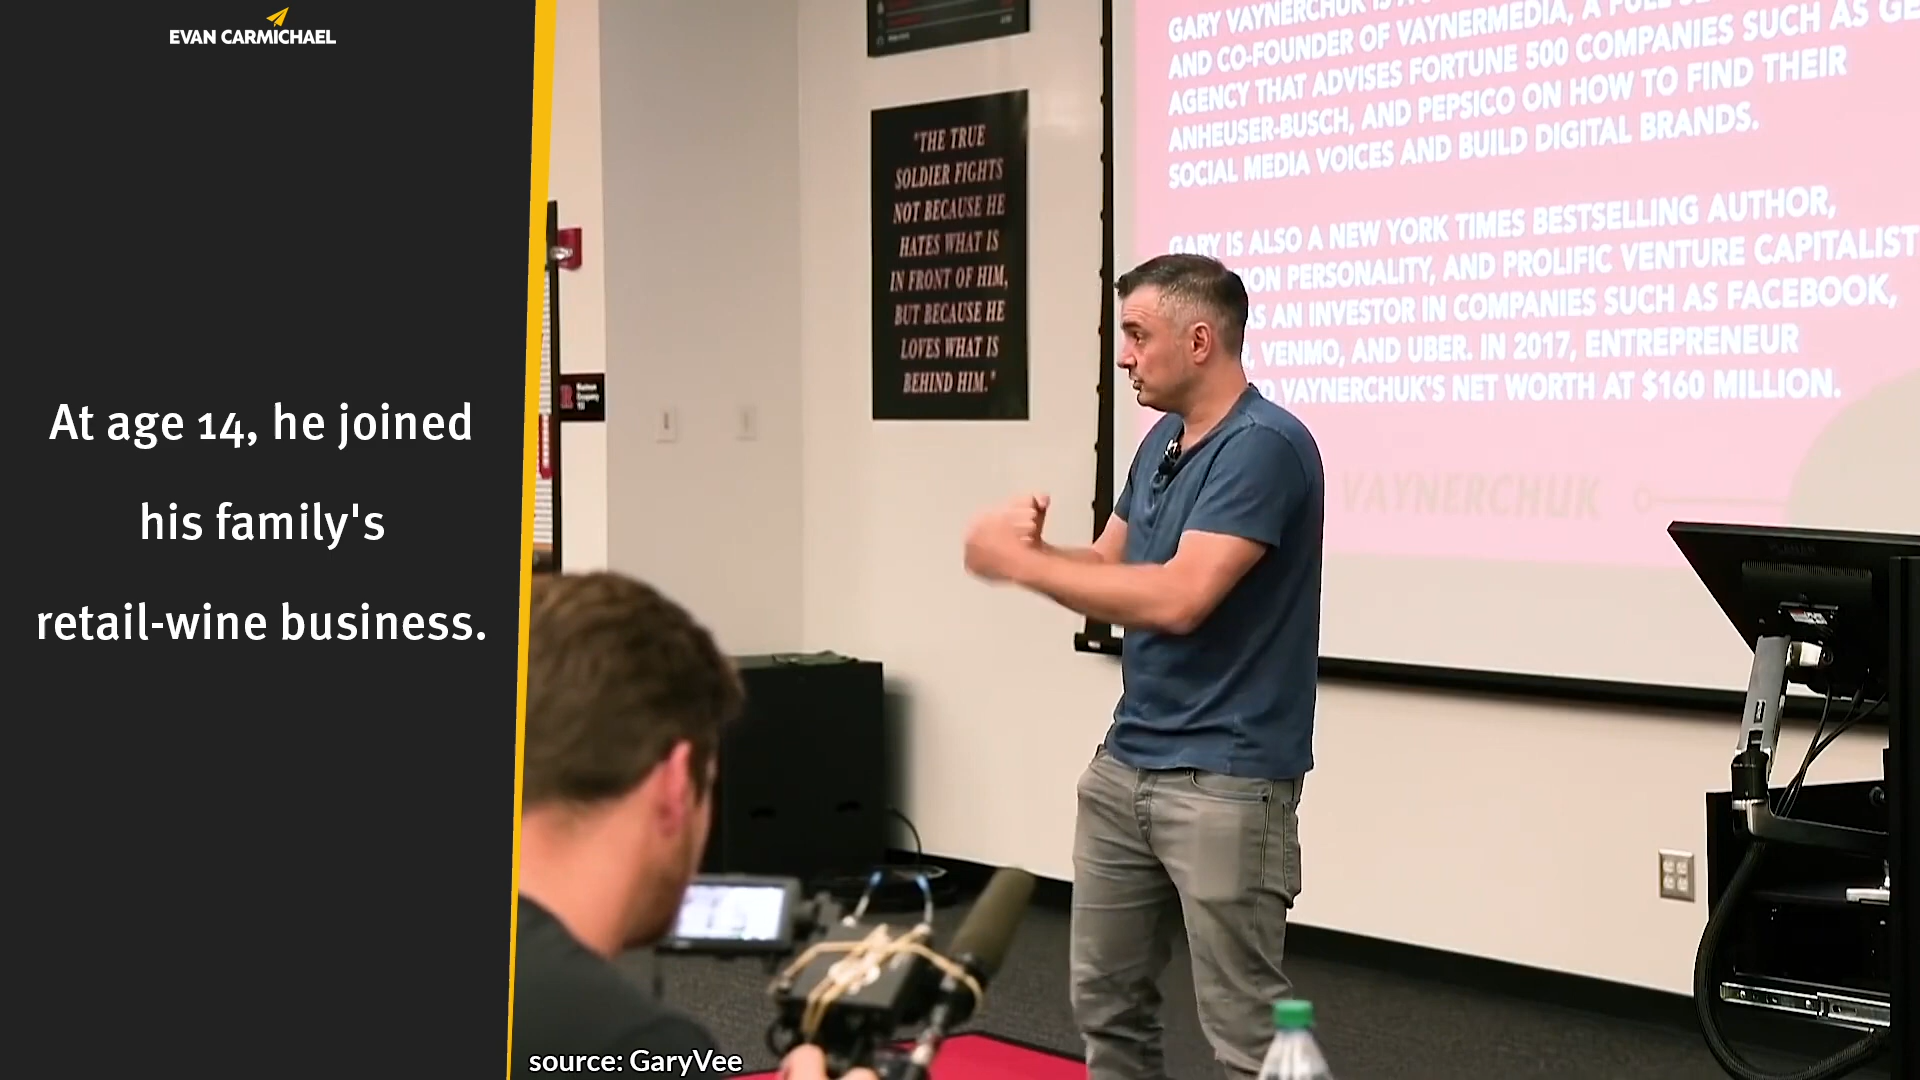 EVAN CARMICHAEL
At age 14, he joined
his family's
retail-wine business.
"THE TRUE
SOLDIER FIGHTS
NOT BECAUSE HE
HATES WHAT IS
IN FRONT OF HIM,
BUT BECAUSE HE
LOVES WHAT IS
BEHIND HIM."
GARY VAYNERCHUK IS A
AND CO-FOUNDER OF VAYNERMEDIA, A FULL
AGENCY THAT ADVISES FORTUNE 500 COMPANIES SUCH AS GE
ANHEUSER-BUSCH, AND PEPSICO ON HOW TO FIND THEIR
SOCIAL MEDIA VOICES AND BUILD DIGITAL BRANDS.
GARY IS ALSO A NEW YORK TIMES BESTSELLING AUTHOR,
ION PERSONALITY, AND PROLIFIC VENTURE CAPITALIST
AS AN INVESTOR IN COMPANIES SUCH AS FACEBOOK,
R, VENMO, AND UBER. IN 2017, ENTREPRENEUR
D VAYNERCHUK'S NET WORTH AT $160 MILLION.
VAYNERCHUK
source: GaryVee